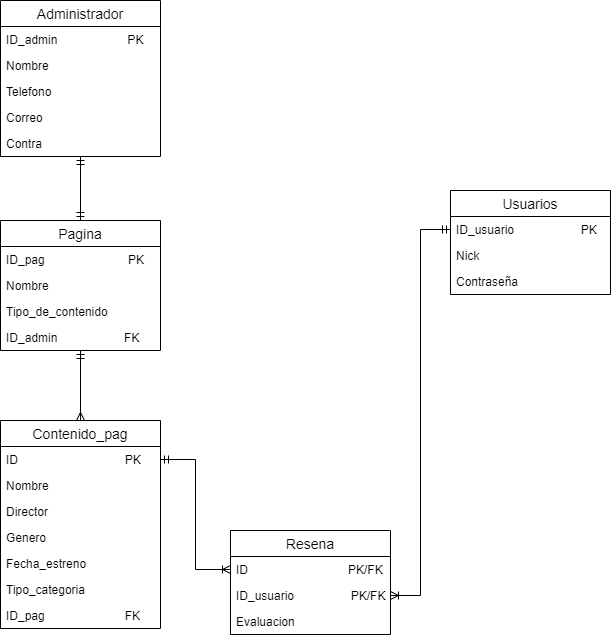 Administrador
ID_admin PK
Nombre
Telefono
Correo
Contra
Pagina
ID_pag PK
Nombre
Tipo_de_contenido
ID_admin FK
Contenido_pag
ID PK
Nombre
Director
Genero
Fecha_estreno
Tipo_categoria
ID_pag FK
Resena
ID PK/FK
ID_usuario PK/FK
Evaluacion
Usuarios
ID_usuario PK
Nick
Contraseña